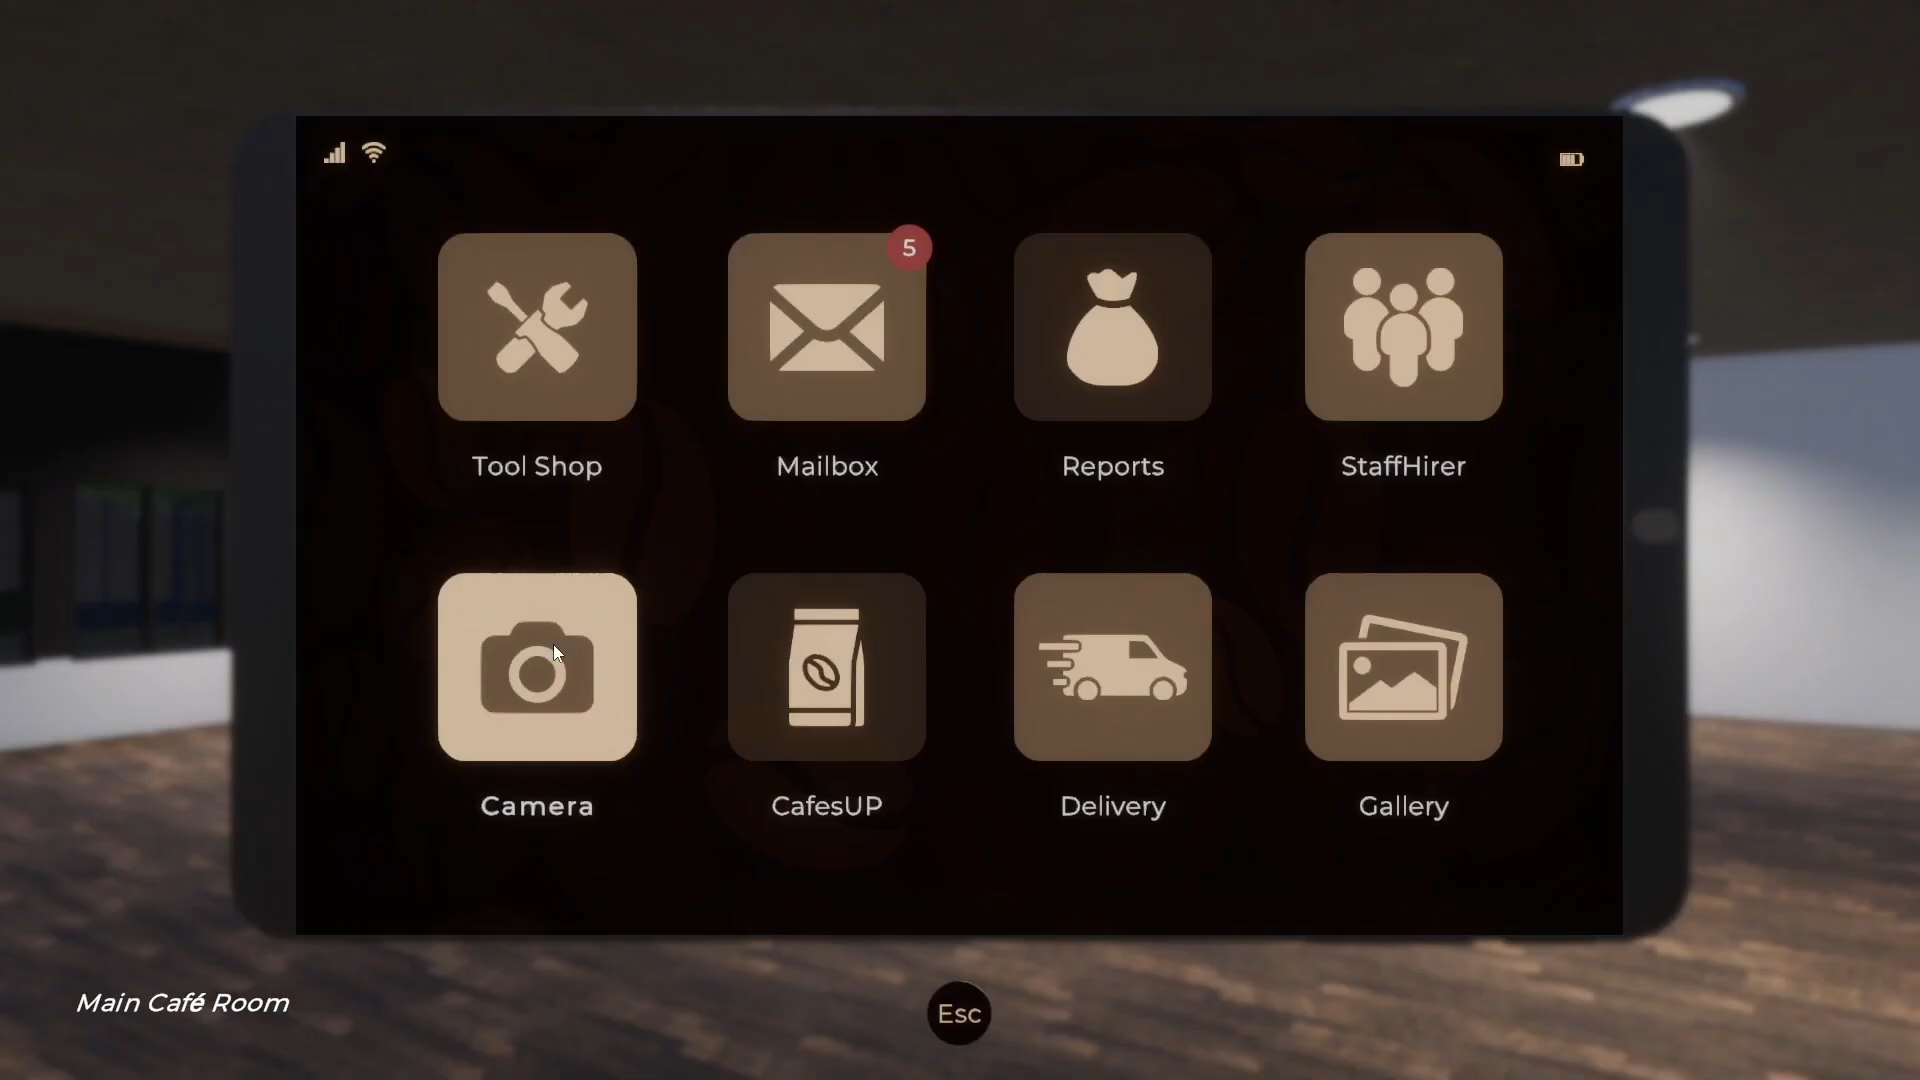 5
Tool Shop
Mailbox
Reports
StaffHirer
Camera
CafesUP
Delivery
Gallery
Main Café Room
Esc